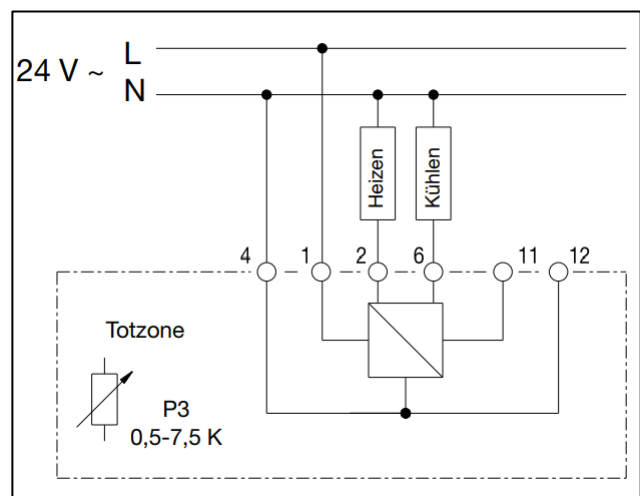 24 V ~
L
N
Heizen
Kühlen
4
1
2
6
11
12
Totzone
P3
0,5-7,5 K